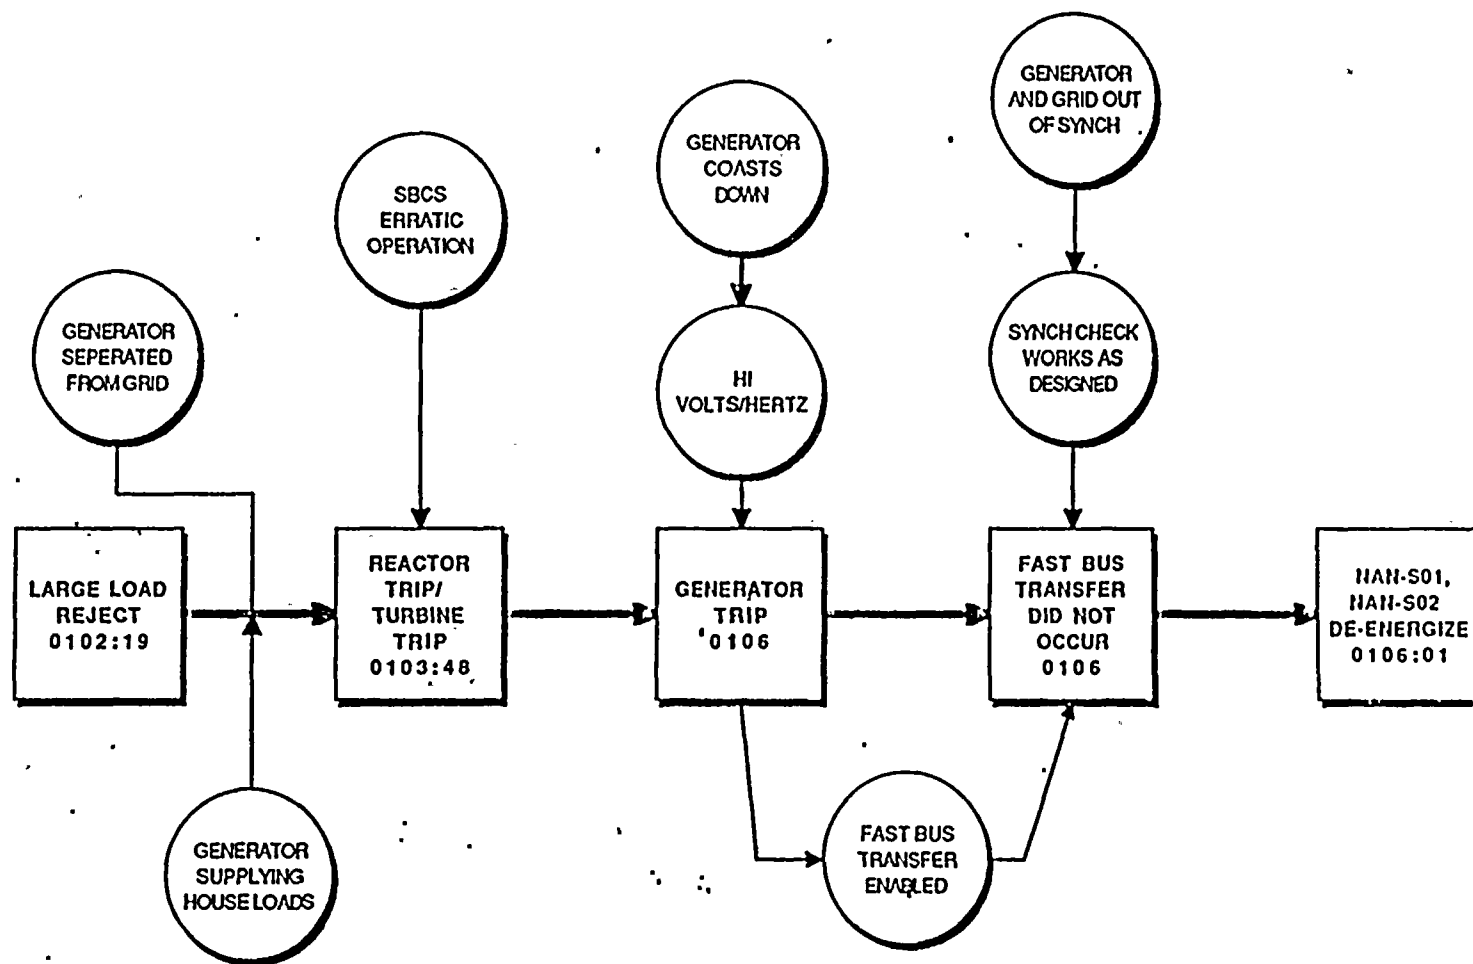 GENERATOR
AND GRID OUT
OF SYNCH
GENERATOR
COASTS
DOWN
SBCS
ERRATIC
OPERATION
GENERATOR
SEPERATED
FROM GRID
HI
VOLTS/HERTZ
SYNCH CHECK
WORKS AS
DESIGNED
LARGE LOAD
REJECT
0102:19
REACTOR
TRIP/
TURBINE
TRIP
0103:48
GENERATOR
TRIP
0106
FAST BUS
TRANSFER
DID NOT
OCCUR
0106
NAN-S01,
NAN-S02
DE-ENERGIZE
0106:01
GENERATOR
SUPPLYING
HOUSE LOADS
FAST BUS
TRANSFER
ENABLED